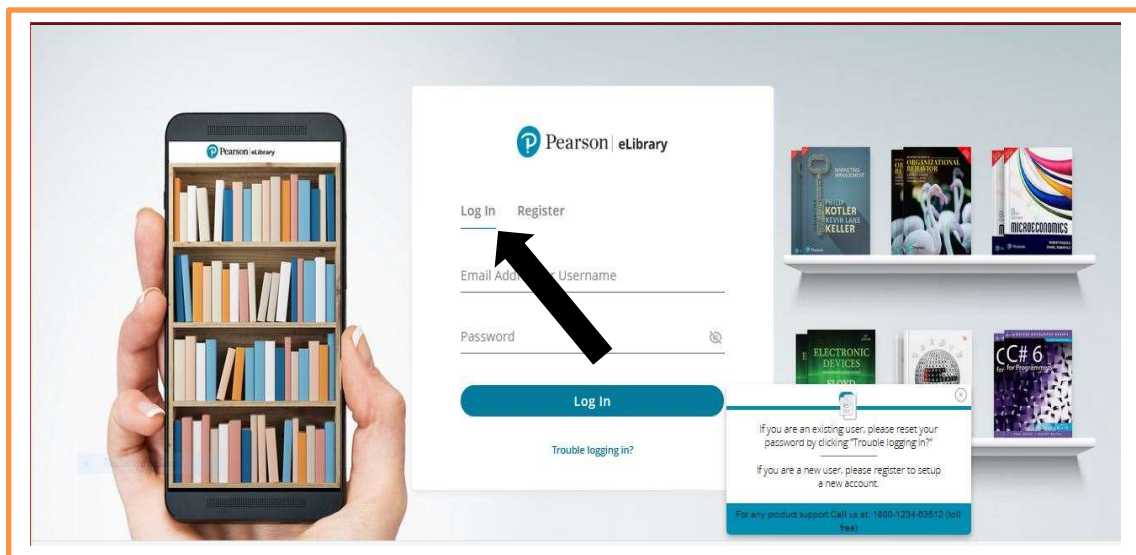 Pearson eLibrary
Pearson eLibrary
Log In Register
Email Add r Username
Password
Log In
Trouble logging in?
MARKETING
MANAGEMENT
PHILIP
KOTLER
KEVIN LANE
KELLER
ORGANIZATIONAL
BEHAVIOR
MICROECONOMICS
ELECTRONIC
DEVICES
FLOYD
C# 6
for Programmers
If you are an existing user, please reset your
password by clicking "Trouble logging in?"
If you are a new user, please register to setup
a new account.
For any product support Call us at: 1800-1234-63512 (toll
free)